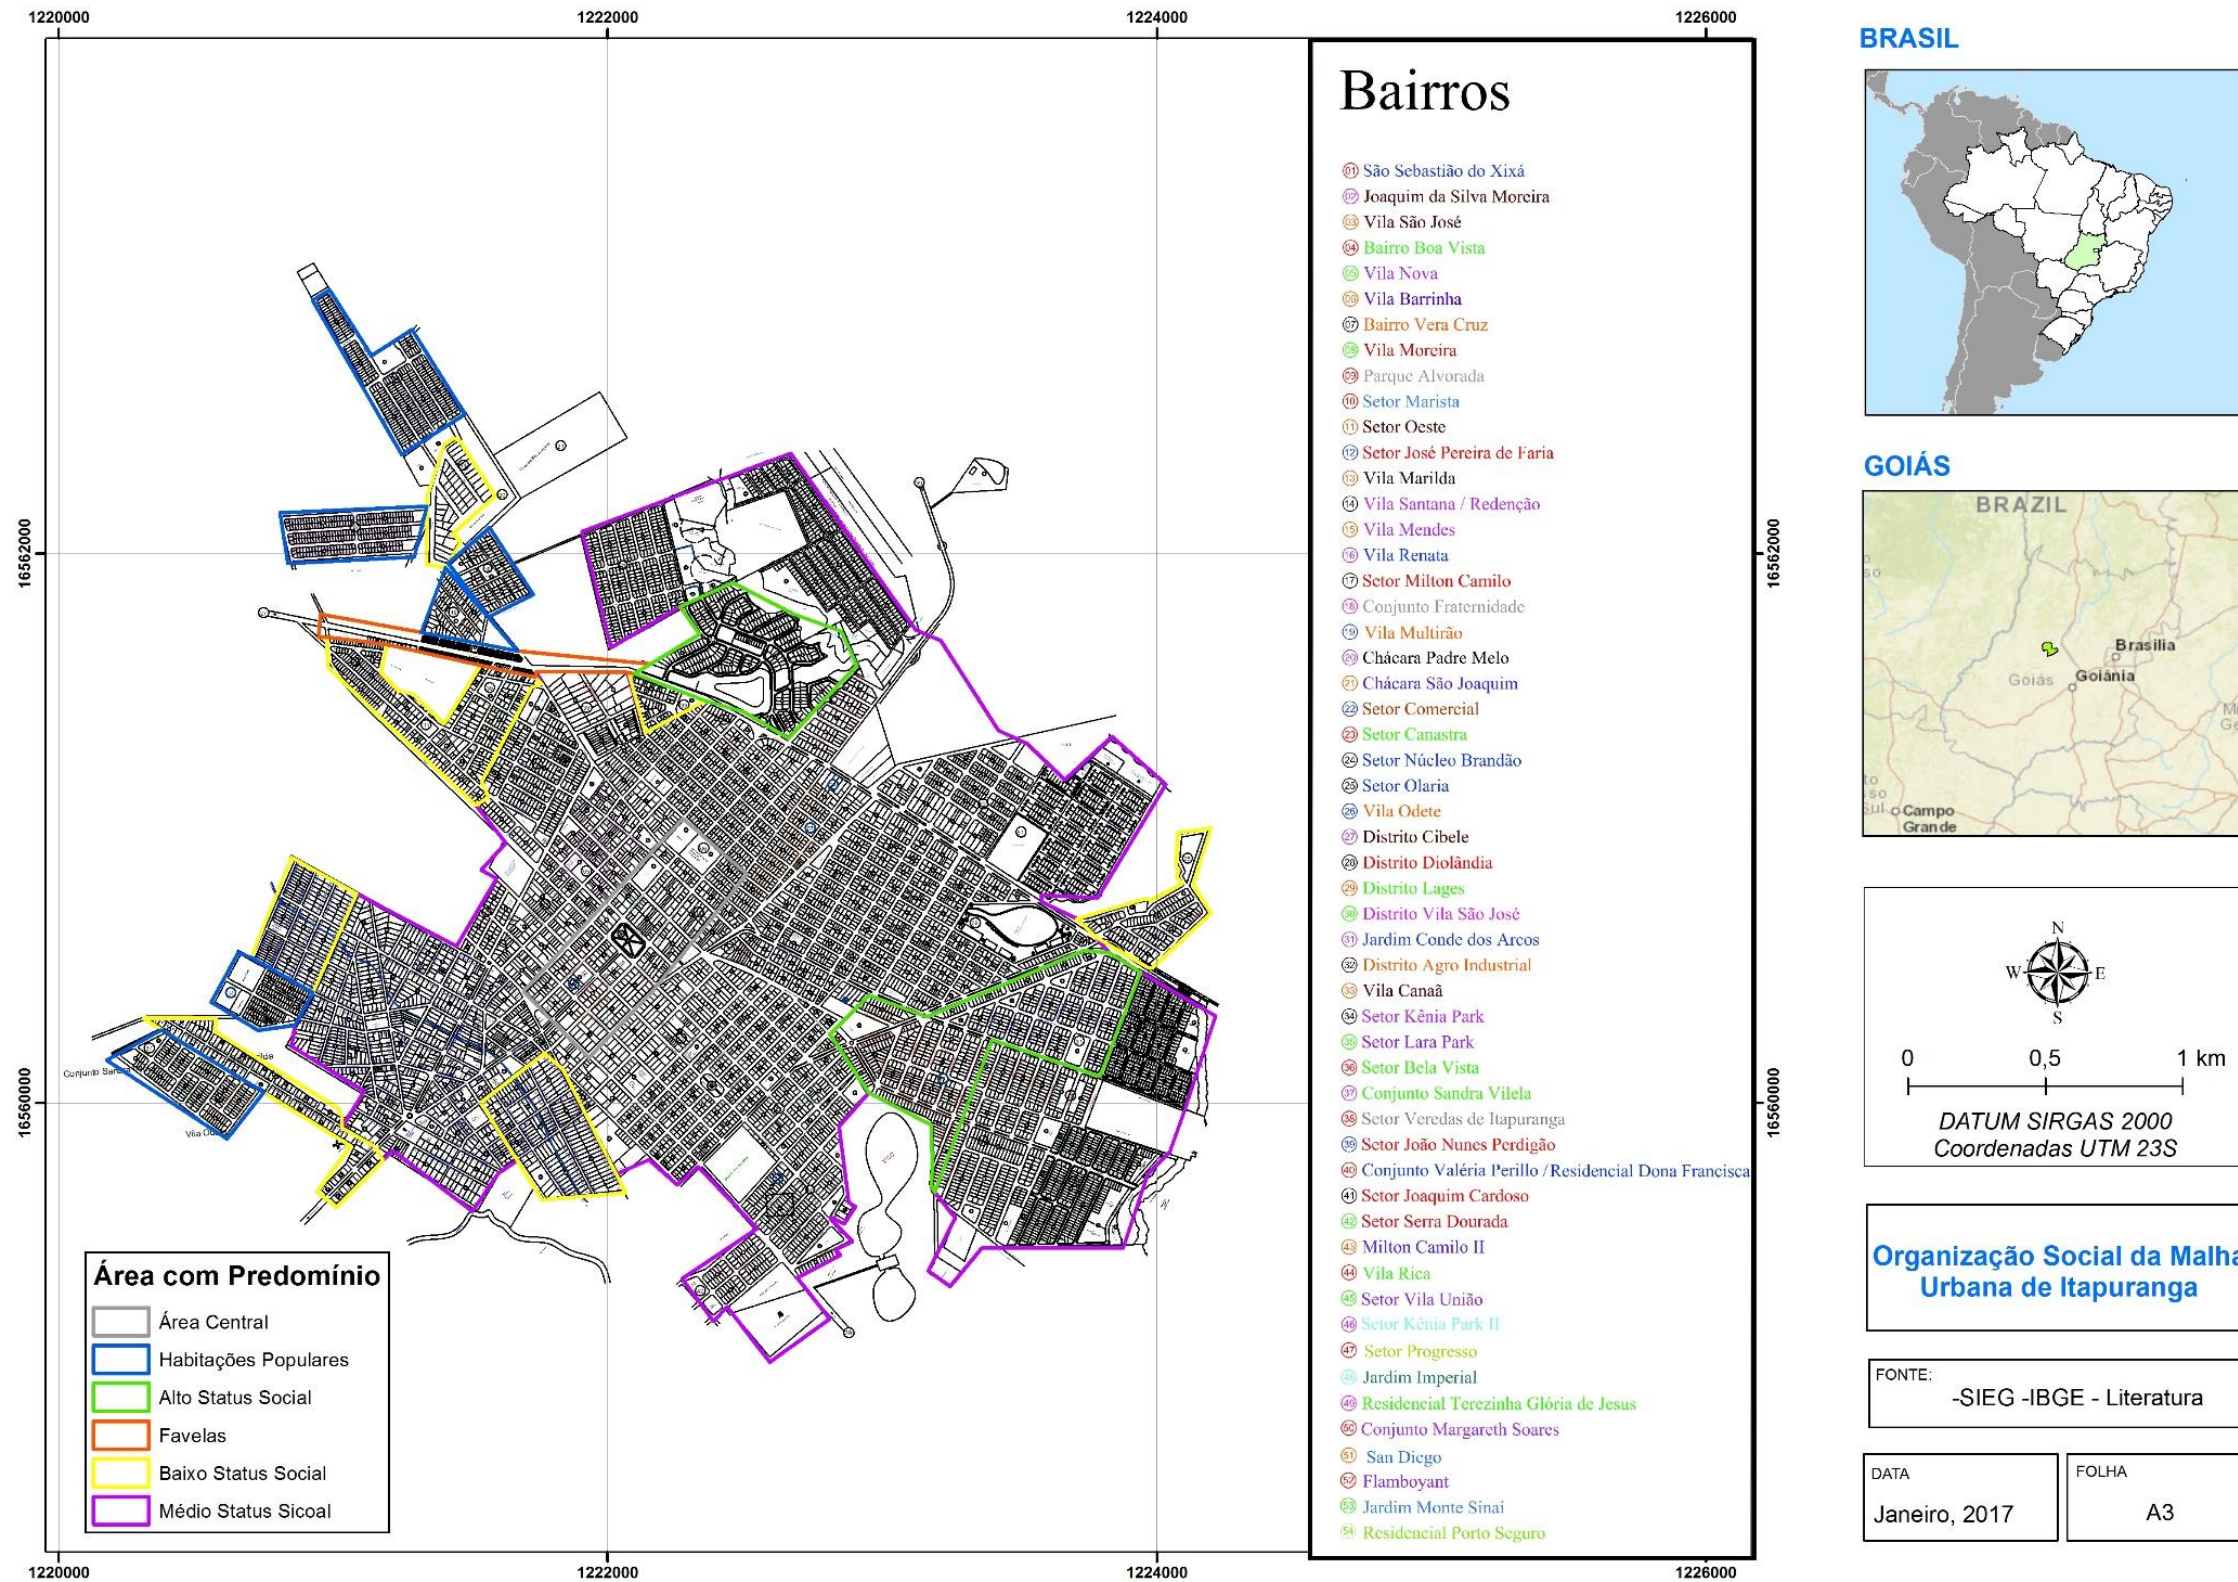 1220000
1222000
1224000
1226000
1662000
1662000
1660000
1660000
1220000
1222000
1224000
1226000
Conjunto
Vila
Área com Predomínio
Área Central
Habitações Populares
Alto Status Social
Favelas
Baixo Status Social
Médio Status Sicoal
Bairros
01 São Sebastião do Xixá
02 Joaquim da Silva Moreira
03 Vila São José
04 Bairro Boa Vista
05 Vila Nova
06 Vila Barrinha
07 Bairro Vera Cruz
08 Vila Moreira
09 Parque Alvorada
10 Setor Marista
11 Setor Oeste
12 Setor José Pereira de Faria
13 Vila Marilda
14 Vila Santana / Redenção
15 Vila Mendes
16 Vila Renata
17 Setor Milton Camilo
18 Conjunto Fraternidade
19 Vila Multirão
20 Chácara Padre Melo
21 Chácara São Joaquim
22 Setor Comercial
23 Setor Canastra
24 Setor Núcleo Brandão
25 Setor Olaria
26 Vila Odete
27 Distrito Cibele
28 Distrito Diolândia
29 Distrito Lages
30 Distrito Vila São José
31 Jardim Conde dos Arcos
32 Distrito Agro Industrial
33 Vila Canaã
34 Setor Kênia Park
35 Setor Lara Park
36 Setor Bela Vista
37 Conjunto Sandra Vilela
38 Setor Veredas de Itapuranga
39 Setor João Nunes Perdigão
40 Conjunto Valéria Perillo / Residencial Dona Francisca
41 Setor Joaquim Cardoso
42 Setor Serra Dourada
43 Milton Camilo II
44 Vila Rica
45 Setor Vila União
46 Setor Kênia Park II
47 Setor Progresso
48 Jardim Imperial
49 Residencial Terezinha Glória de Jesus
50 Conjunto Margareth Soares
51 San Diego
52 Flamboyant
53 Jardim Monte Sinai
54 Residencial Porto Seguro
BRASIL
GOIÁS
BRAZIL
Brasilia
Goiás
Goiânia
Campo
Grande
N
W E
S
0 0,5 1 km
DATUM SIRGAS 2000
Coordenadas UTM 23S
Organização Social da Malha
Urbana de Itapuranga
FONTE:
-SIEG -IBGE - Literatura
DATA
Janeiro, 2017
FOLHA
A3